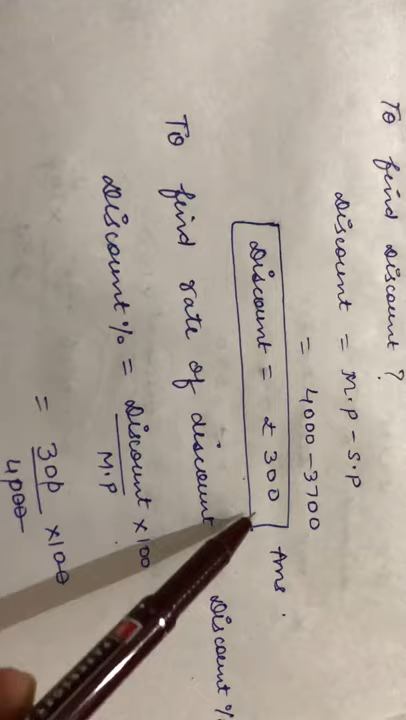 To find Discount?
Discount = M.P - S.P
= 4000 - 3700
Discount = ₹ 300 Ans.
To find rate of discount
Discount % = Discount / M.P × 100
= 300 / 4000 × 100
Discount %